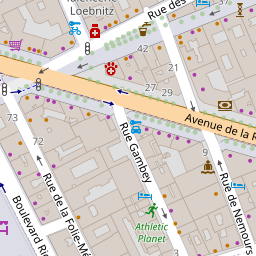 Loebnitz
Rue des
42
37
27
29
Avenue de la R
73
72
Rue Gambey
21
9
Rue de la Folie-Mé
Boulevard Ri
Rue de Nemours
Athletic
Planet